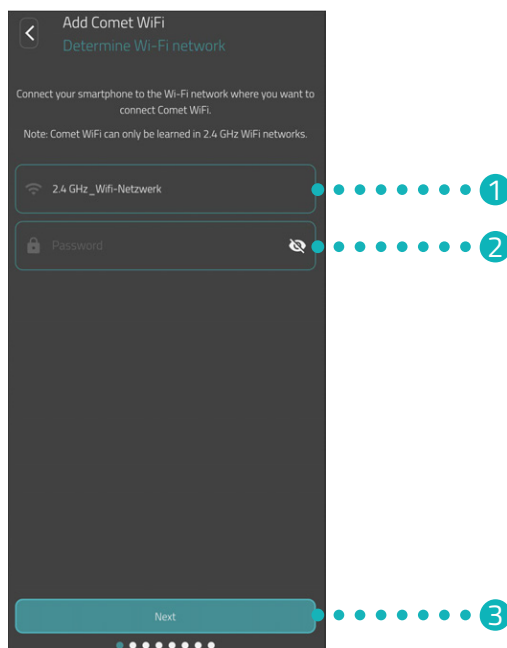 Add Comet WiFi
Determine Wi-Fi network
Connect your smartphone to the Wi-Fi network where you want to
connect Comet WiFi.
Note: Comet WiFi can only be learned in 2.4 GHz WiFi networks.
2.4 GHz_Wifi-Netzwerk
1
Password
2
Next
3